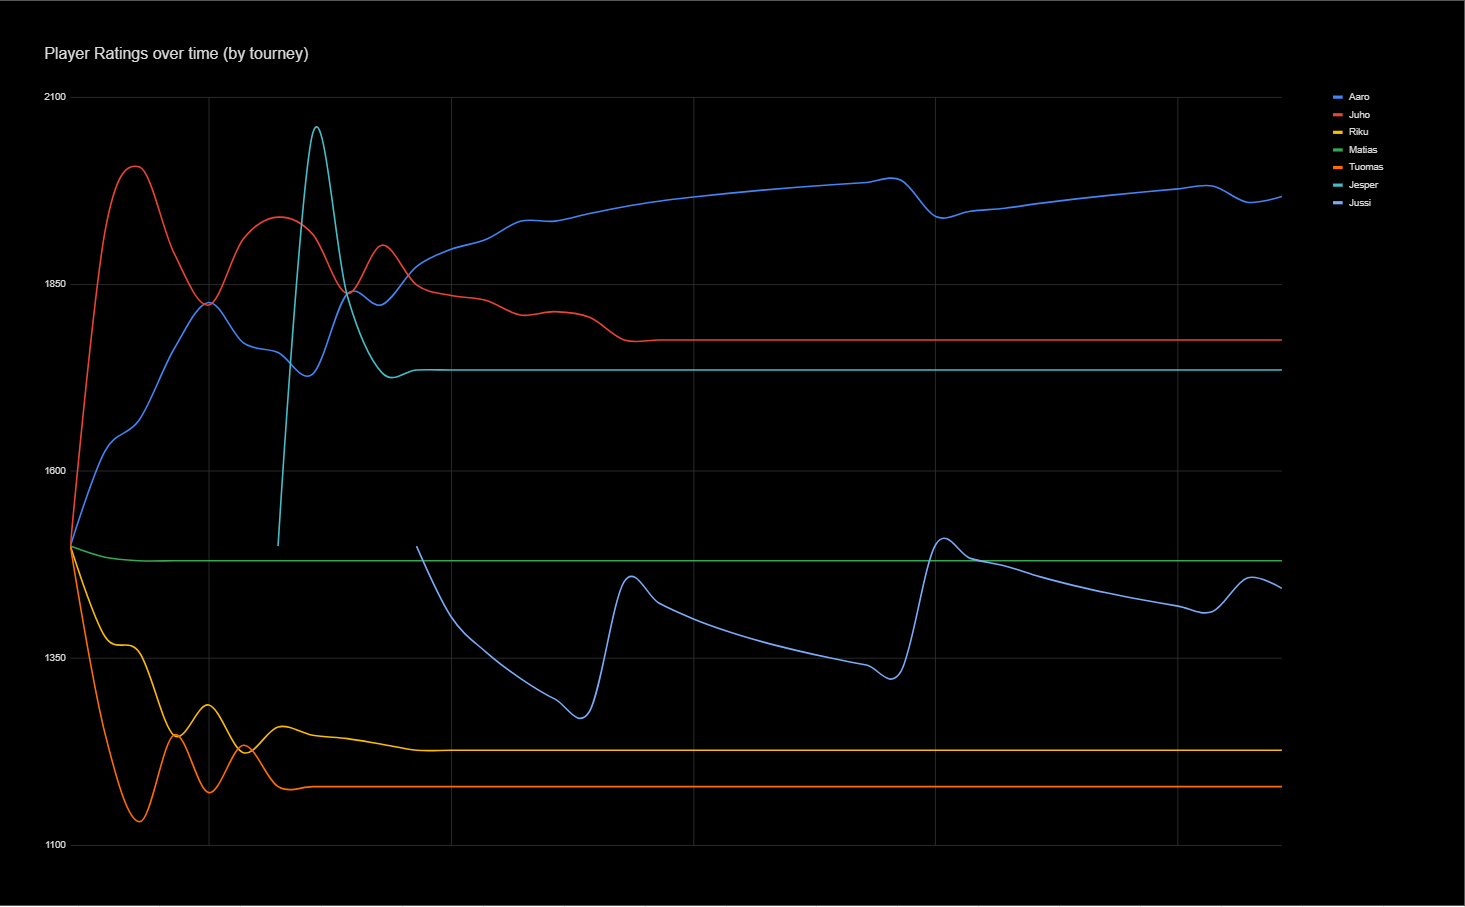 Player Ratings over time (by tourney)
2100
1850
1600
1350
1100
Aaro
Juho
Riku
Matias
Tuomas
Jesper
Jussi